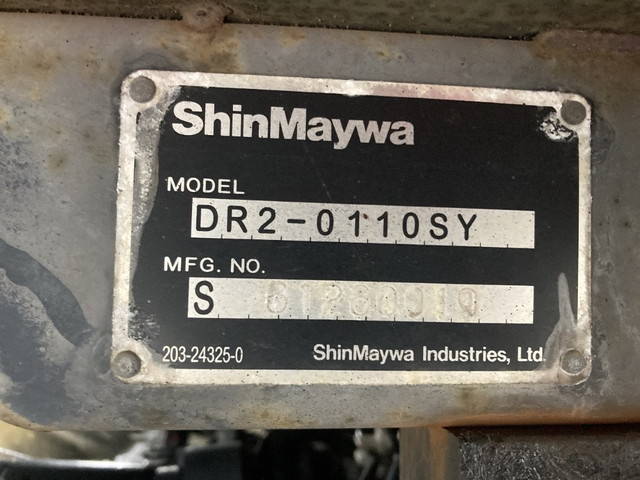 ShinMaywa
MODEL
DR2-0110SY
MFG. NO.
S
203-24325-0 ShinMaywa Industries, Ltd.